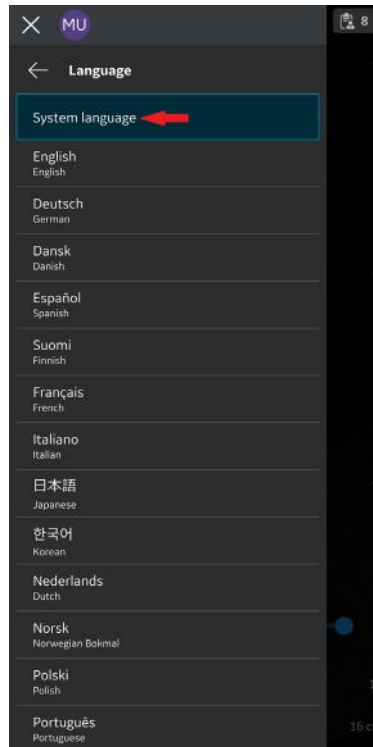 MU
8
Language
System language
English
English
Deutsch
German
Dansk
Danish
Español
Spanish
Suomi
Finnish
Français
French
Italiano
Italian
日本語
Japanese
한국어
Korean
Nederlands
Dutch
Norsk
Norwegian Bokmal
Polski
Polish
Português
Portuguese